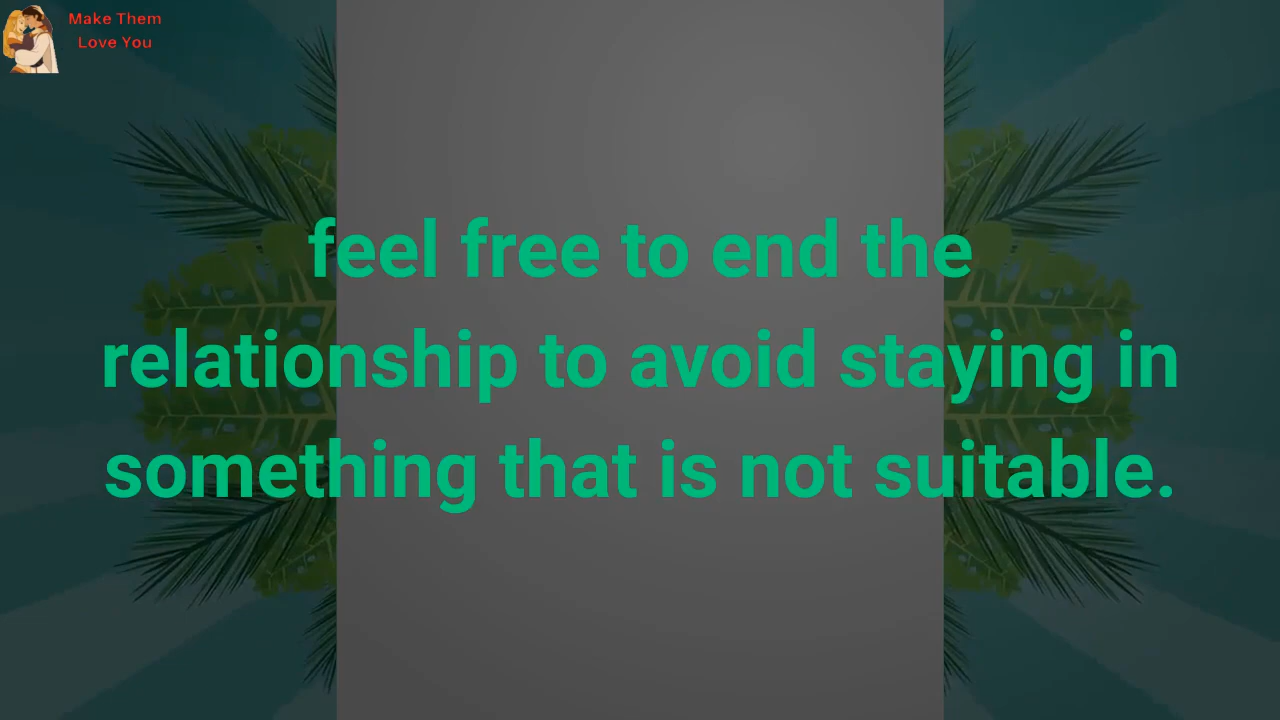 Make Them
Love You
feel free to end the
relationship to avoid staying in
something that is not suitable.